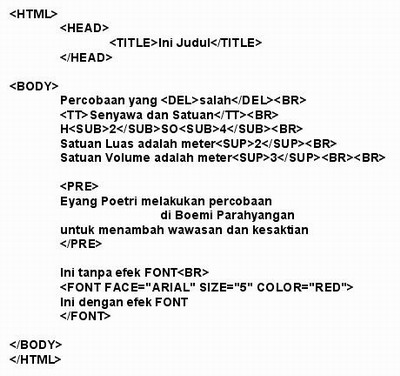 <HTML>
<HEAD>
<TITLE>Ini Judul</TITLE>
</HEAD>
<BODY>
Percobaan yang <DEL>salah</DEL><BR>
<TT>Senyawa dan Satuan</TT><BR>
H<SUB>2</SUB>SO<SUB>4</SUB><BR>
Satuan Luas adalah meter<SUP>2</SUP><BR>
Satuan Volume adalah meter<SUP>3</SUP><BR><BR>
<PRE>
Eyang Poetri melakukan percobaan
di Boemi Parahyangan
untuk menambah wawasan dan kesaktian
</PRE>
Ini tanpa efek FONT<BR>
<FONT FACE="ARIAL" SIZE="5" COLOR="RED">
Ini dengan efek FONT
</FONT>
</BODY>
</HTML>